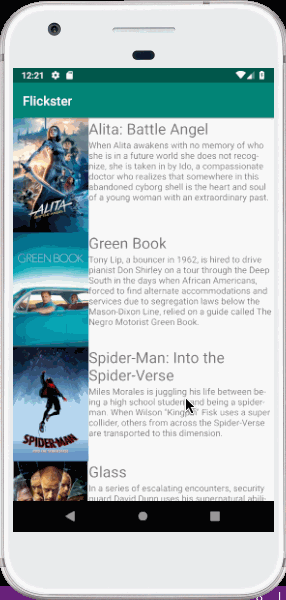 12:21
Flickster
Alita: Battle Angel
When Alita awakens with no memory of who
she is in a future world she does not recog-
nize, she is taken in by Ido, a compassionate
doctor who realizes that somewhere in this
abandoned cyborg shell is the heart and soul
of a young woman with an extraordinary past.
ALITA
Green Book
GREEN BOOK
Tony Lip, a bouncer in 1962, is hired to drive
pianist Don Shirley on a tour through the Deep
South in the days when African Americans,
forced to find alternate accommodations and
services due to segregation laws below the
Mason-Dixon Line, relied on a guide called The
Negro Motorist Green Book.
Spider-Man: Into the
Spider-Verse
Miles Morales is juggling his life between be-
ing a high school student and being a spider-
man. When Wilson "Kingpin" Fisk uses a super
collider, others from across the Spider-Verse
are transported to this dimension.
SPIDER-MAN
Glass
In a series of escalating encounters, security
guard David Dunn uses his supernatural abili-